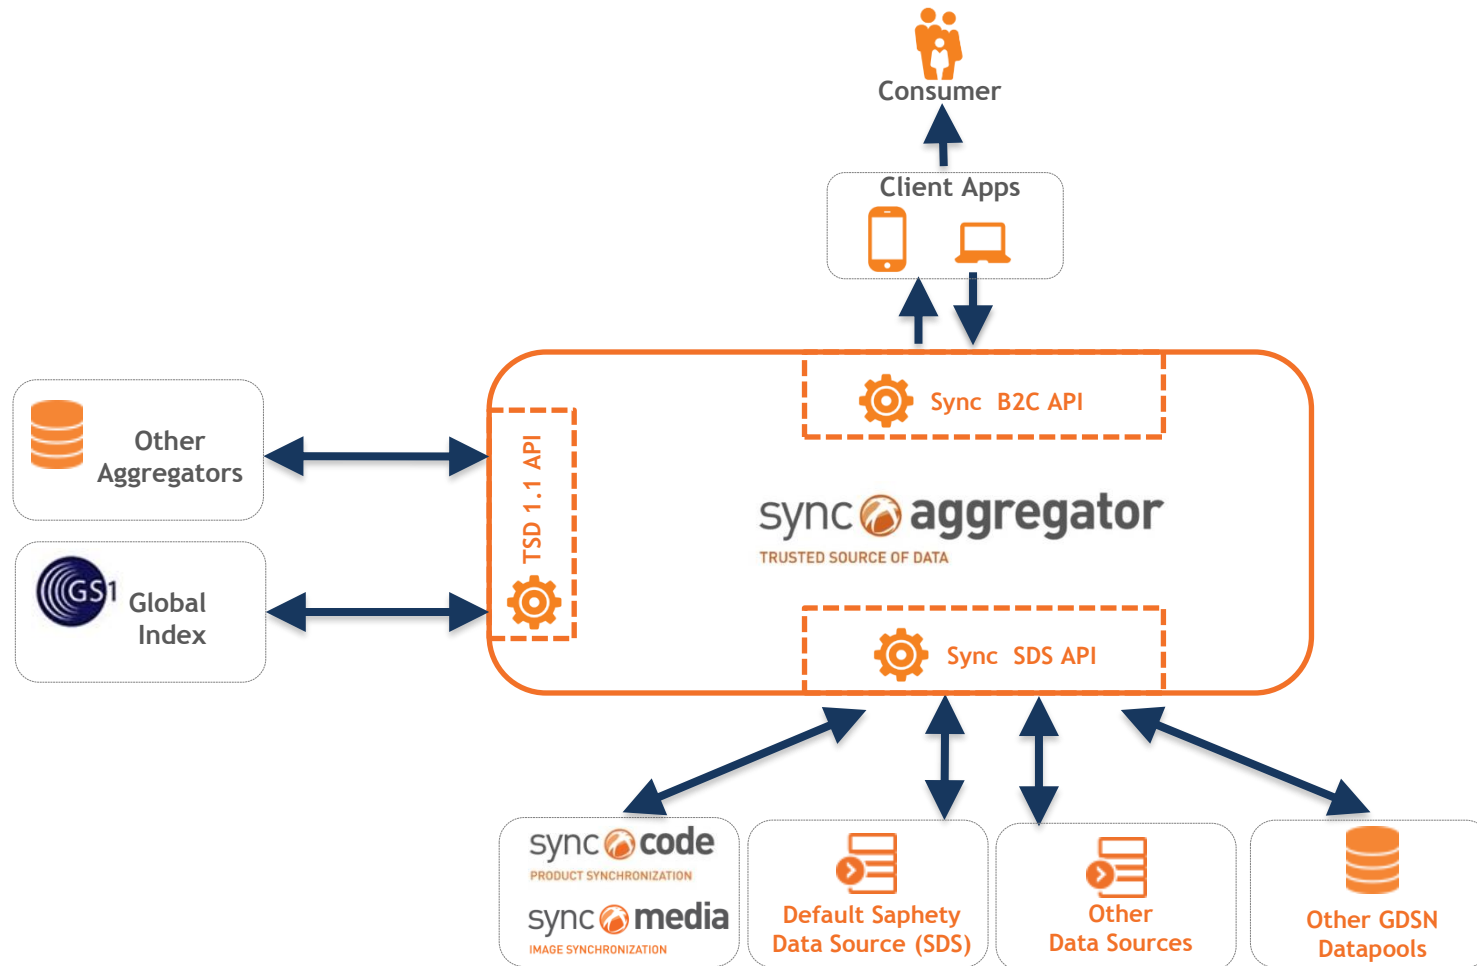 Consumer
Client Apps
Sync B2C API
Other
Aggregators
TSD 1.1 API
sync aggregator
TRUSTED SOURCE OF DATA
GS1
Global
Index
Sync SDS API
sync code
PRODUCT SYNCHRONIZATION
sync media
IMAGE SYNCHRONIZATION
Default Saphety
Data Source (SDS)
Other
Data Sources
Other GDSN
Datapools